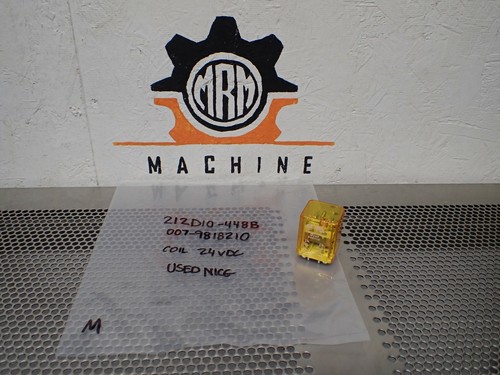 MRM
MACHINE
212D10-448B
007-9818210
COIL 24VDC
USED NICE
M